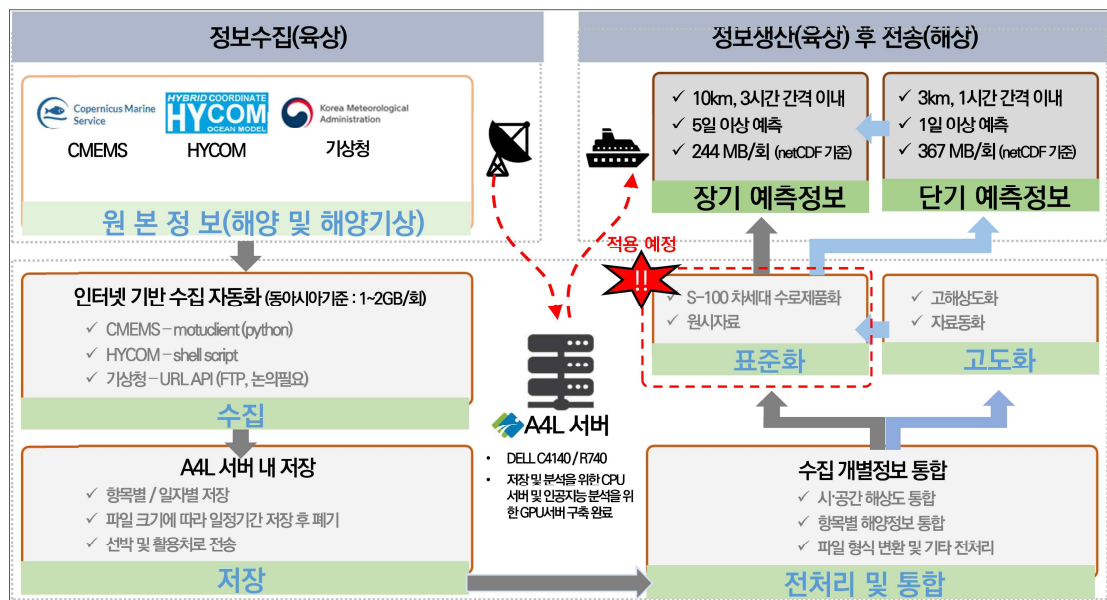 정보수집(육상)
Copernicus Marine
Service
CMEMS
HYBRID COORDINATE
HYCOM
OCEAN MODEL
HYCOM
Korea Meteorological
Administration
기상청
원 본 정 보(해양 및 해양기상)
인터넷 기반 수집 자동화 (동아시아기준 : 1~2GB/회)
✓ CMEMS – motuclient (python)
✓ HYCOM – shell script
✓ 기상청 – URL API (FTP, 논의필요)
수집
A4L 서버 내 저장
✓ 항목별 / 일자별 저장
✓ 파일 크기에 따라 일정기간 저장 후 폐기
✓ 선박 및 활용처로 전송
저장
A4L 서버
• DELL C4140 / R740
• 저장 및 분석을 위한 CPU
서버 및 인공지능 분석을 위
한 GPU서버 구축 완료
정보생산(육상) 후 전송(해상)
✓ 10km, 3시간 간격 이내
✓ 5일 이상 예측
✓ 244 MB/회 (netCDF 기준)
장기 예측정보
✓ 3km, 1시간 간격 이내
✓ 1일 이상 예측
✓ 367 MB/회 (netCDF 기준)
단기 예측정보
적용 예정
!!
✓ S-100 차세대 수로제품화
✓ 원시자료
표준화
✓ 고해상도화
✓ 자료동화
고도화
수집 개별정보 통합
✓ 시·공간 해상도 통합
✓ 항목별 해양정보 통합
✓ 파일 형식 변환 및 기타 전처리
전처리 및 통합